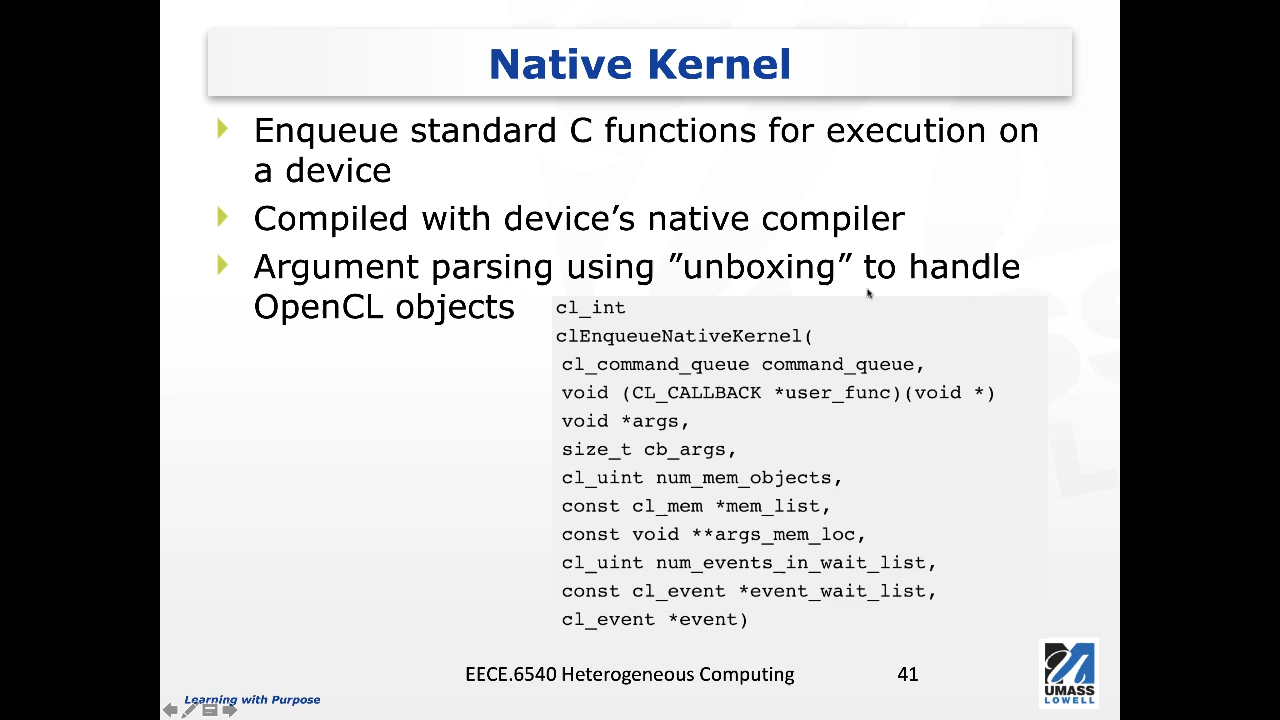 Native Kernel
Enqueue standard C functions for execution on
a device
Compiled with device’s native compiler
Argument parsing using ”unboxing” to handle
OpenCL objects
cl_int
clEnqueueNativeKernel(
cl_command_queue command_queue,
void (CL_CALLBACK *user_func)(void *)
void *args,
size_t cb_args,
cl_uint num_mem_objects,
const cl_mem *mem_list,
const void **args_mem_loc,
cl_uint num_events_in_wait_list,
const cl_event *event_wait_list,
cl_event *event)
EECE.6540 Heterogeneous Computing 41
UMASS
LOWELL
Learning with Purpose